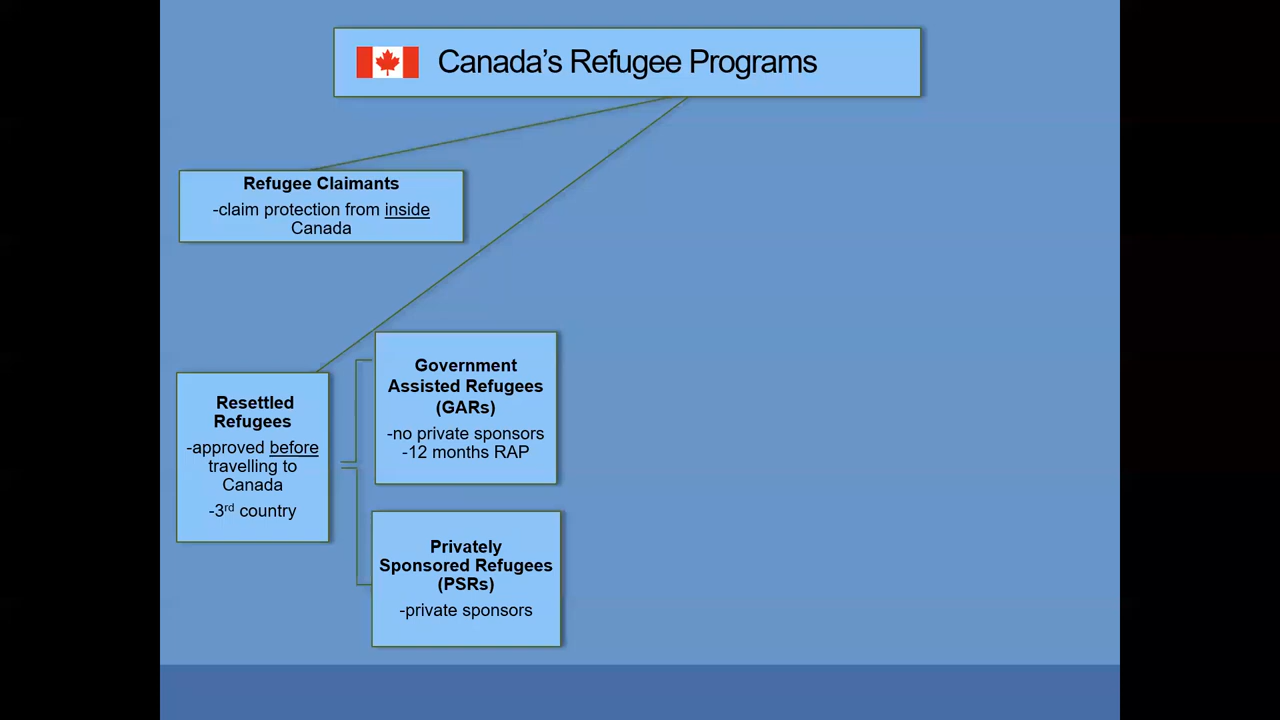 Canada’s Refugee Programs
Refugee Claimants
-claim protection from inside
Canada
Resettled
Refugees
-approved before
travelling to
Canada
-3rd country
Government
Assisted Refugees
(GARs)
-no private sponsors
-12 months RAP
Privately
Sponsored Refugees
(PSRs)
-private sponsors